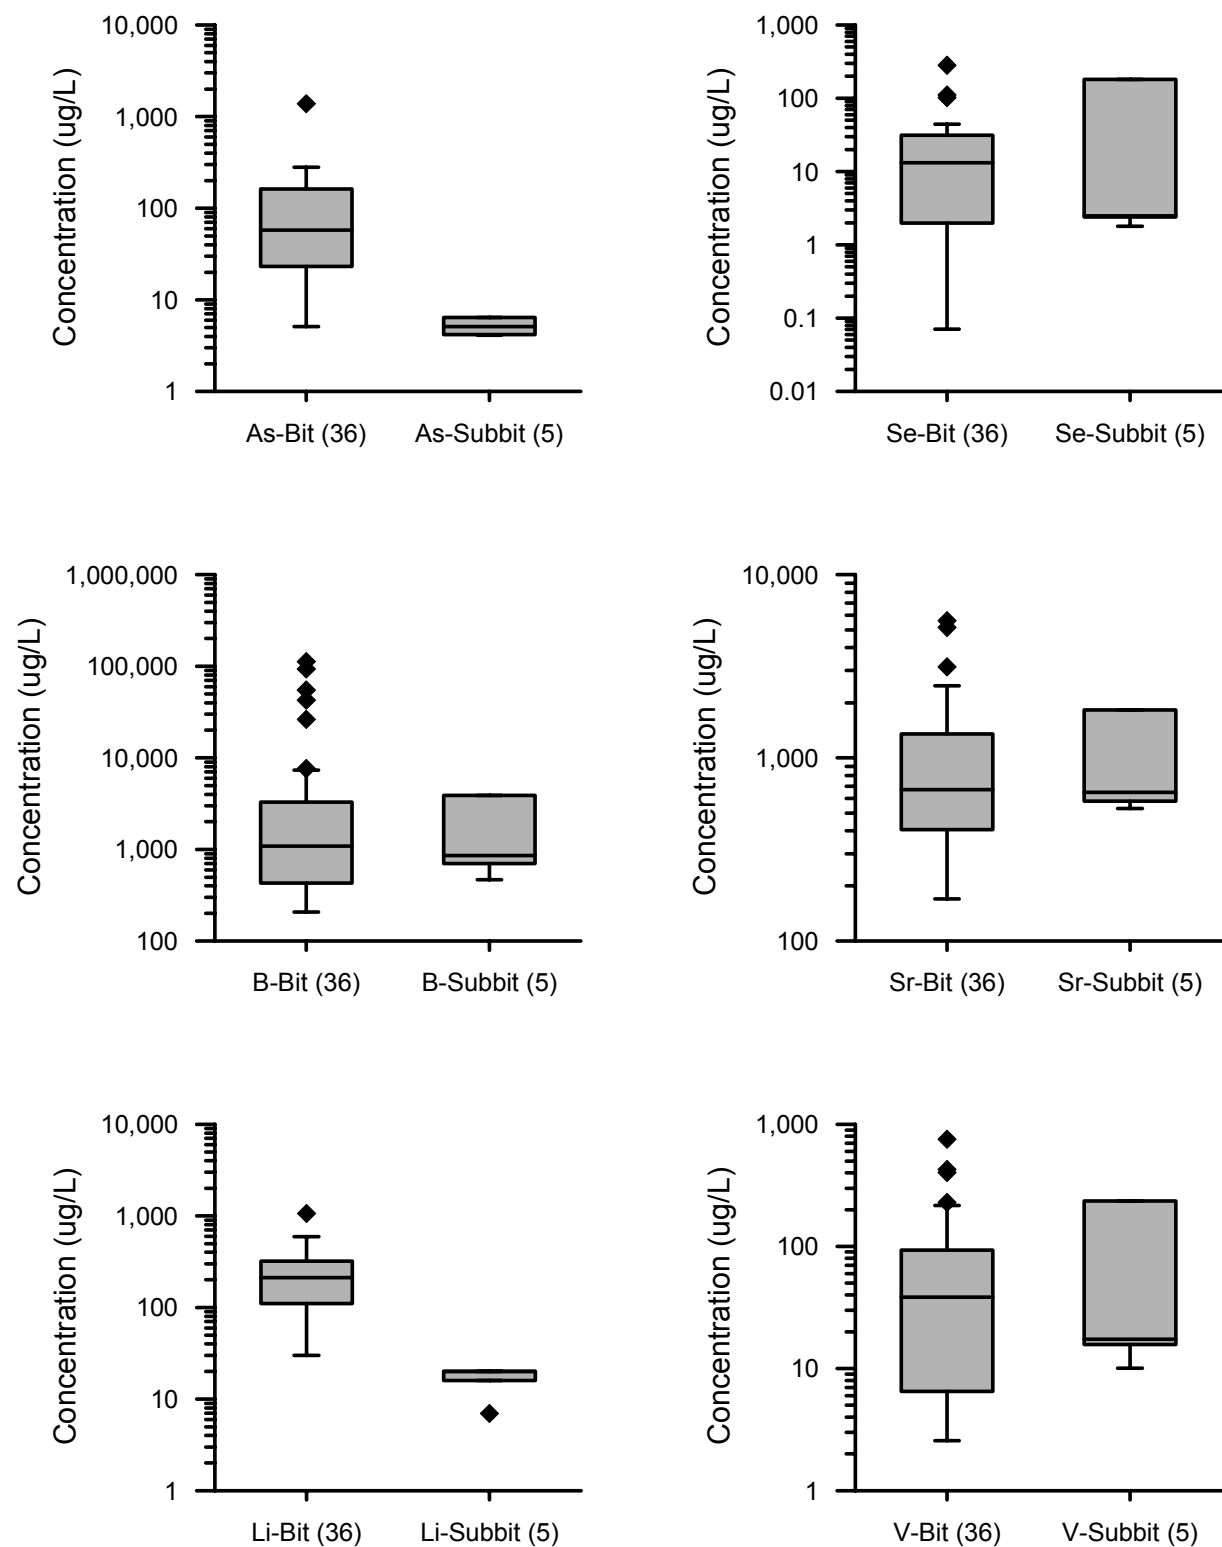 10,000
1,000
100
10
1
Concentration (ug/L)
As-Bit (36)
As-Subbit (5)
1,000
100
10
1
0.1
0.01
Concentration (ug/L)
Se-Bit (36)
Se-Subbit (5)
1,000,000
100,000
10,000
1,000
100
Concentration (ug/L)
B-Bit (36)
B-Subbit (5)
10,000
1,000
100
Concentration (ug/L)
Sr-Bit (36)
Sr-Subbit (5)
10,000
1,000
100
10
1
Concentration (ug/L)
Li-Bit (36)
Li-Subbit (5)
1,000
100
10
1
Concentration (ug/L)
V-Bit (36)
V-Subbit (5)